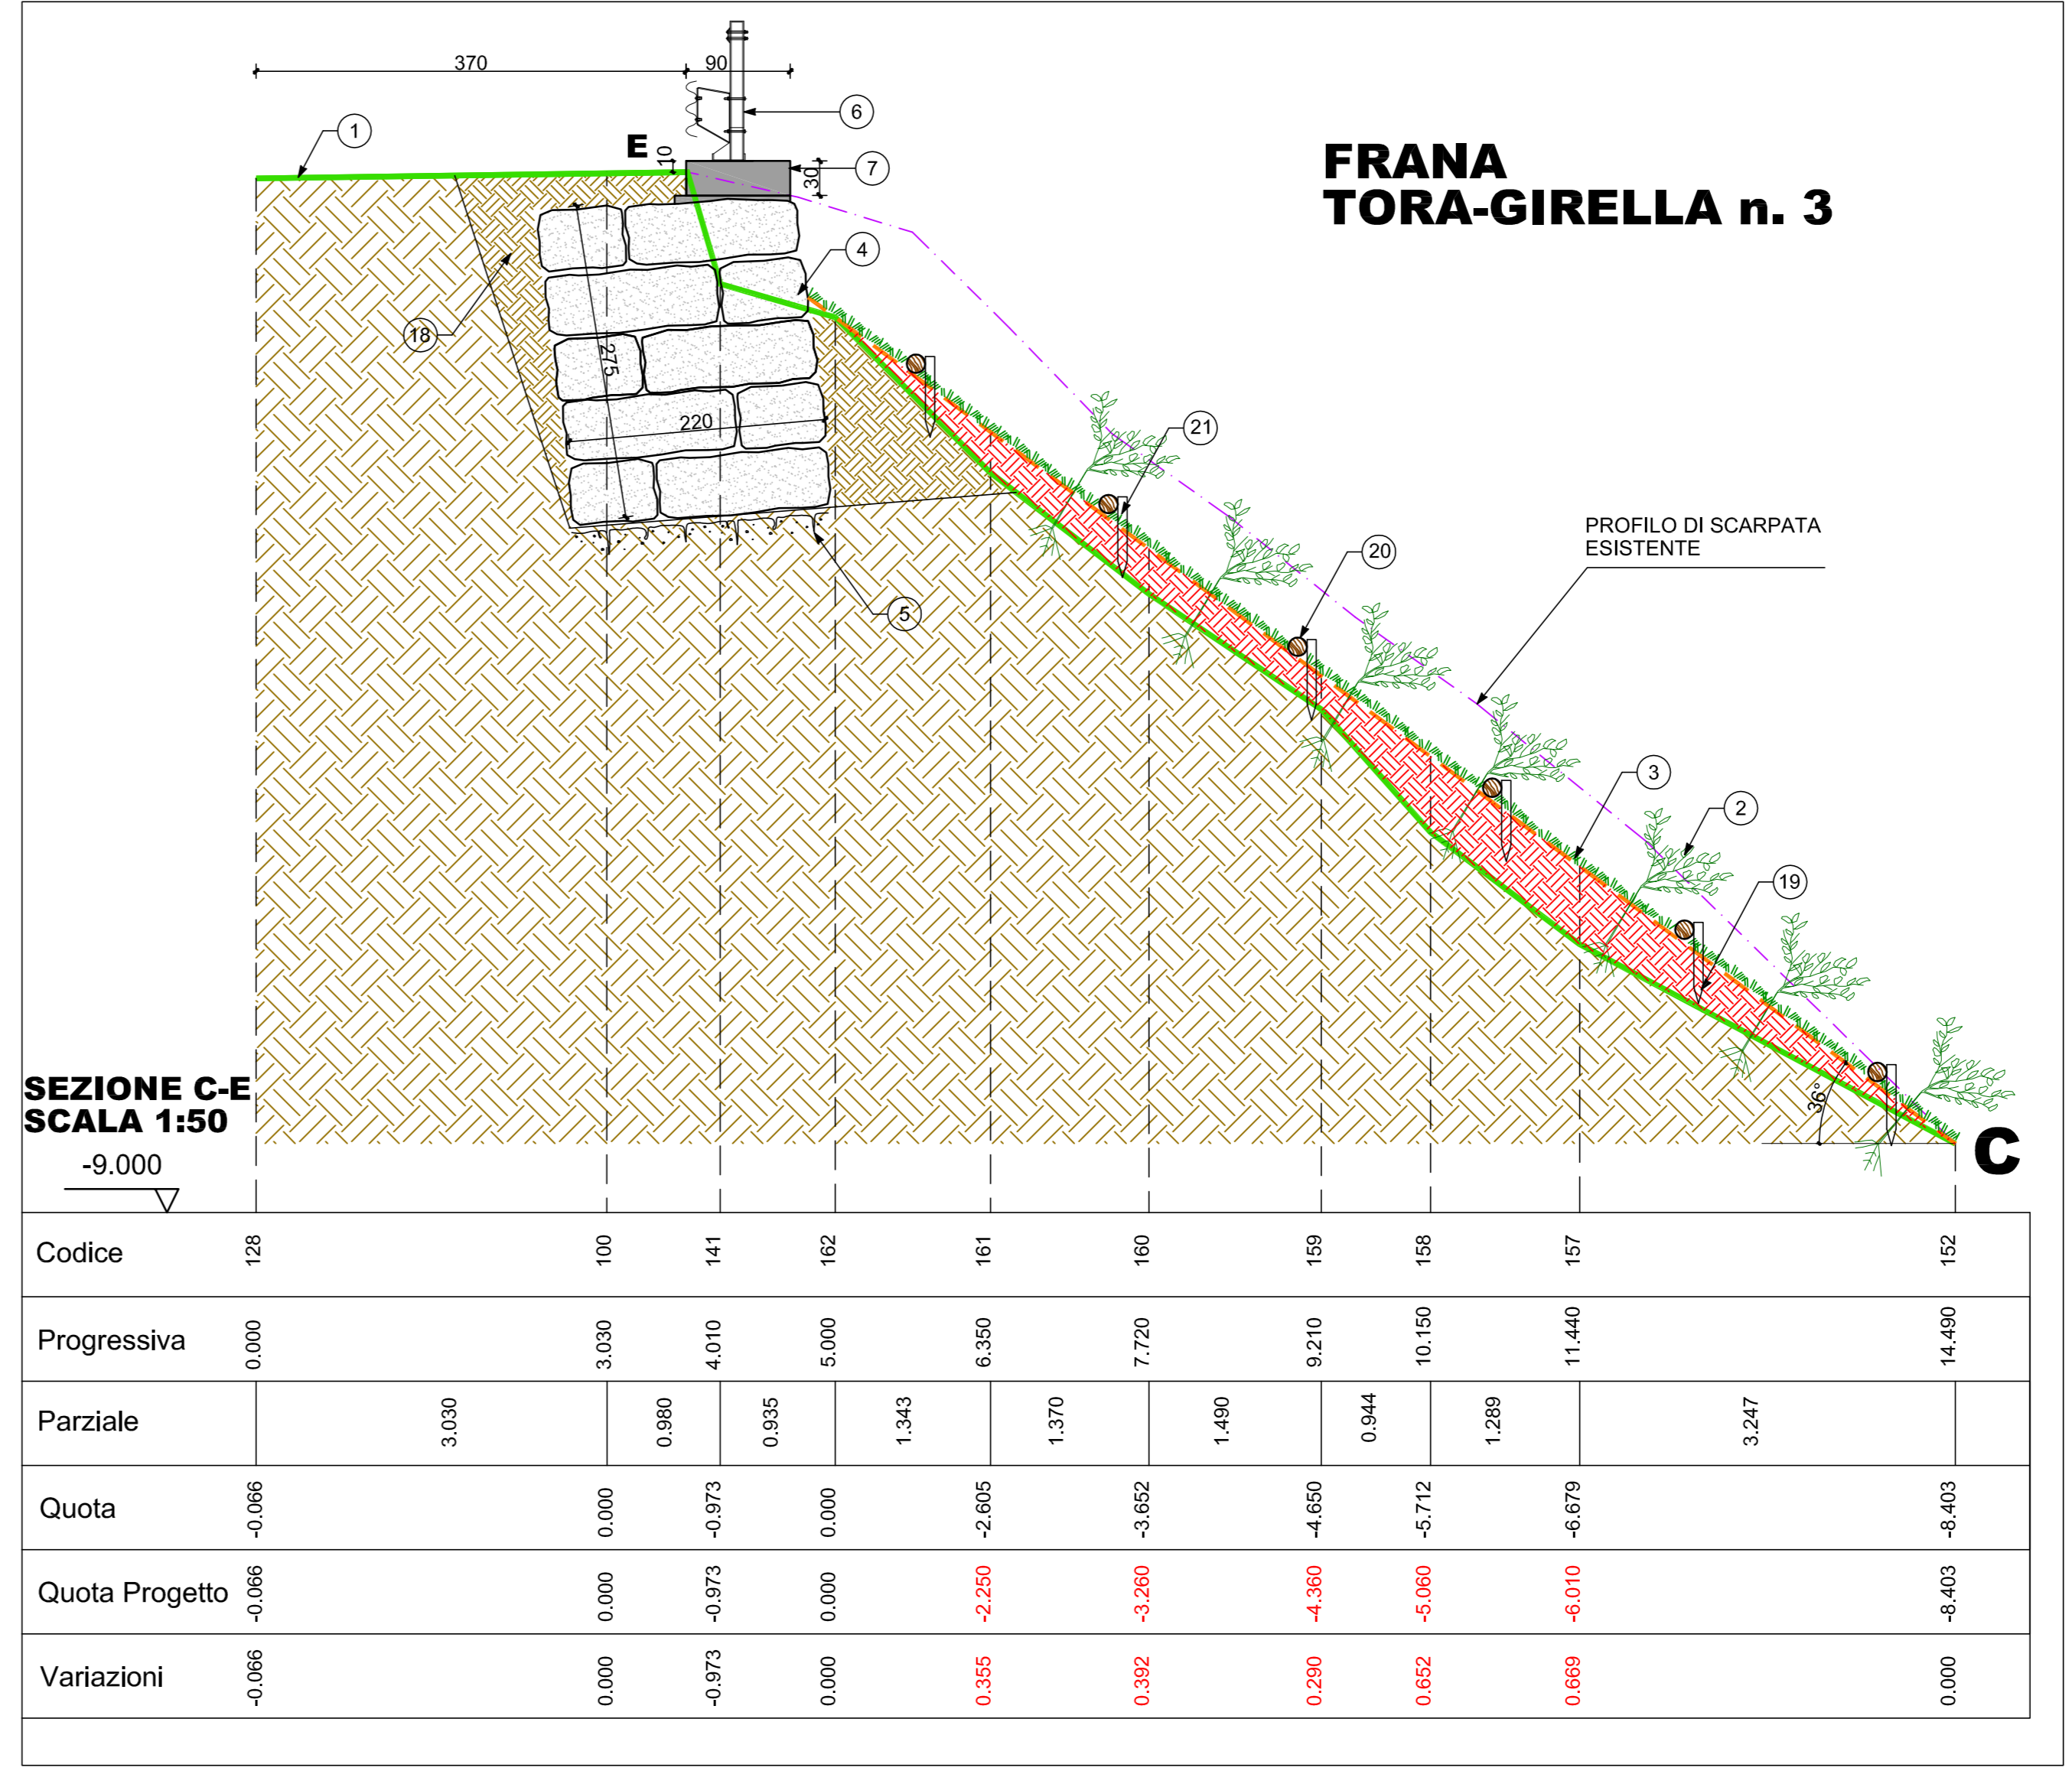 370
90
6
1
E
10
7
30
FRANA
TORA-GIRELLA n. 3
4
18
275
220
21
PROFILO DI SCARPATA
ESISTENTE
20
5
3
2
19
36°
SEZIONE C-E
SCALA 1:50
-9.000
C
Codice 128 100 141 162 161 160 159 158 157 152
Progressiva 0.000 3.030 4.010 5.000 6.350 7.720 9.210 10.150 11.440 14.490
Parziale 3.030 0.980 0.935 1.343 1.370 1.490 0.944 1.289 3.247
Quota -0.066 0.000 -0.973 0.000 -2.605 -3.652 -4.650 -5.712 -6.679 -8.403
Quota Progetto -0.066 0.000 -0.973 0.000 -2.250 -3.260 -4.360 -5.060 -6.010 -8.403
Variazioni -0.066 0.000 -0.973 0.000 0.355 0.392 0.290 0.652 0.669 0.000